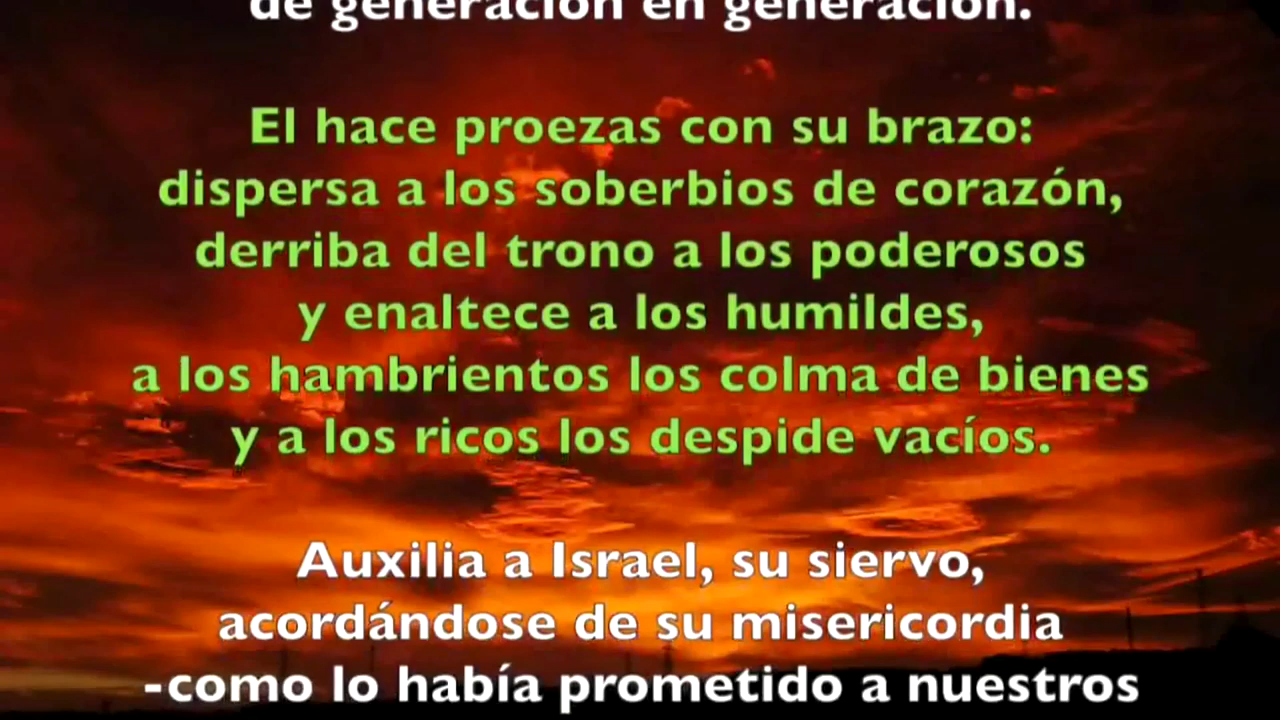 de generación en generación.
El hace proezas con su brazo:
dispersa a los soberbios de corazón,
derriba del trono a los poderosos
y enaltece a los humildes,
a los hambrientos los colma de bienes
y a los ricos los despide vacíos.
Auxilia a Israel, su siervo,
acordándose de su misericordia
-como lo había prometido a nuestros